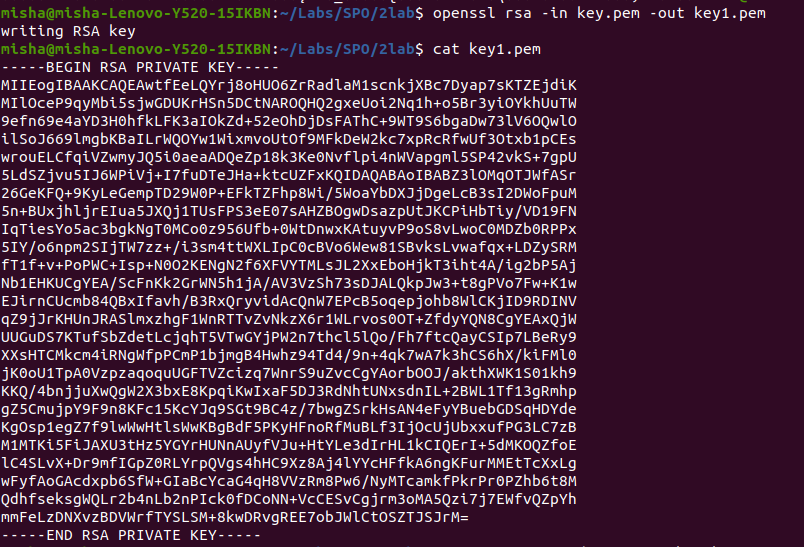 misha@misha-Lenovo-Y520-15IKBN:~/Labs/SPO/2lab$ openssl rsa -in key.pem -out key1.pem
writing RSA key
misha@misha-Lenovo-Y520-15IKBN:~/Labs/SPO/2lab$ cat key1.pem
-----BEGIN RSA PRIVATE KEY-----
MIIEogIBAAKCAQEAwtfEeLQYrj8oHUO6ZrRadlaM1scnkjXBc7Dyap7sKTZEjdiK
MIlOceP9qyMbi5sjwGDUKrHSn5DCtNAROQHQ2gxeUoi2Nq1h+o5Br3yiOYkhUuTW
9efn69e4aYD3H0hfkLFK3aIOkZd+52eOhDjDsFAThC+9WT9S6bgaDw73lV6OQwlO
ilSoJ669lmgbKBaILrWQOYw1WixmvoUtOf9MFkDeW2kc7xpRcRfwUf3Otxb1pCEs
wrouELCfqiVZwmyJQ5i0aeaADQeZp18k3Ke0Nvflpi4nWVapgml5SP42vkS+7gpU
5LdSZjvu5IJ6WPiVj+I7fuDTeJHa+ktcUZFxKQIDAQABAoIBABZ3lOMqOTJWfASr
26GeKFQ+9KyLeGempTD29W0P+EFkTZFhp8Wi/5WoaYbDXJjDgeLcB3sI2DWoFpuM
5n+BUxjhljrEIua5JXQj1TUsFPS3eE07sAHZBOgwDsazpUtJKCPiHbTiy/VD19FN
IqTiesYo5ac3bgkNgT0MCo0z956Ufb+0WtDnwxKAtuyvP9oS8vLwoC0MDZb0RPPx
5IY/o6npm2SIjTW7zz+/i3sm4ttWXLIpC0cBVo6Wew81SBvksLvwafqx+LDZySRM
fT1f+v+PoPWC+Isp+N0O2KENgN2f6XFVYTMLsJL2XxEboHjkT3iht4A/ig2bP5Aj
Nb1EHKUCgYEA/ScFnKk2GrWN5h1jA/AV3VzSh73sDJALQkpJw3+t8gPVo7Fw+K1w
EJirnCUcmb84QBxIfavh/B3RxQryvidAcQnW7EPcB5oqepjohb8WlCKjID9RDINV
qZ9jJrKHUnJRASlmxzhgF1WnRTTvZvNkzX6r1WLrvos0OT+ZfdyYQN8CgYEAxQjW
UUGuDS7KTufSbZdetLcjqhT5VTwGYjPW2n7thcl5lQo/Fh7ftcQayCSIp7LBeRy9
XXsHTCMkcm4iRNgWfpPCmP1bjmgB4Hwhz94Td4/9n+4qk7wA7k3hCS6hX/kiFMl0
jK0oU1TpA0VzpzaqoquUGFTVZcizq7WnrS9uZvcCgYAorbOOJ/akthXWK1S01kh9
KKQ/4bnjjuXwQgW2X3bxE8KpqiKwIxaF5DJ3RdNhtUNxsdnIL+2BWL1Tf13gRmhp
gZ5CmujpY9F9n8KFc15KcYJq9SGt9BC4z/7bwgZSrkHsAN4eFyYBuebGDSqHDYde
KgOsp1egZ7f9lwWwHtlsWwKBgBdF5PKyHFnoRfMuBLf3IjOcUjUbxxufPG3LC7zB
M1MTKi5FiJAXU3tHz5YGYrHUNnAUyfVJu+HtYLe3dIrHL1kCIQErI+5dMKOQZfoE
lC4SLvX+Dr9mfIGpZ0RLYrpQVgs4hHC9Xz8Aj4lYYcHFfkA6ngKFurMMEtTcXxLg
wFyfAoGAcdxpb6SfW+GIaBcYcaG4qH8VVzRm8Pw6/NyMTcamkfPkrPr0PZhb6t8M
QdhfseksgWQLr2b4nLb2nPIck0fDCoNN+VcCESvCgjrm3oMA5Qzi7j7EWfvQZpYh
mmFeLzDNXvzBDVWrfTYSLSM+8kwDRvgREE7obJWlCtOSZTJSJrM=
-----END RSA PRIVATE KEY-----